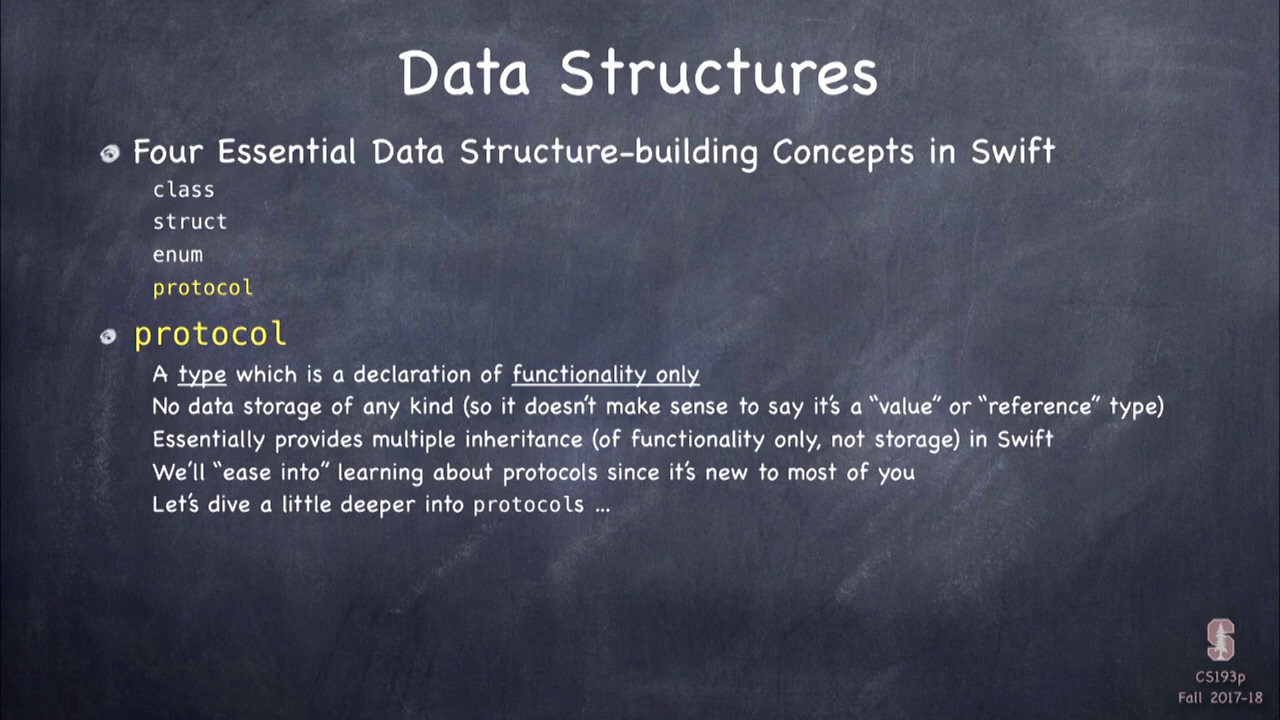 Data Structures
Four Essential Data Structure-building Concepts in Swift
class
struct
enum
protocol
protocol
A type which is a declaration of functionality only
No data storage of any kind (so it doesn’t make sense to say it’s a “value” or “reference” type)
Essentially provides multiple inheritance (of functionality only, not storage) in Swift
We’ll “ease into” learning about protocols since it’s new to most of you
Let’s dive a little deeper into protocols ...
S
CS193p
Fall 2017-18